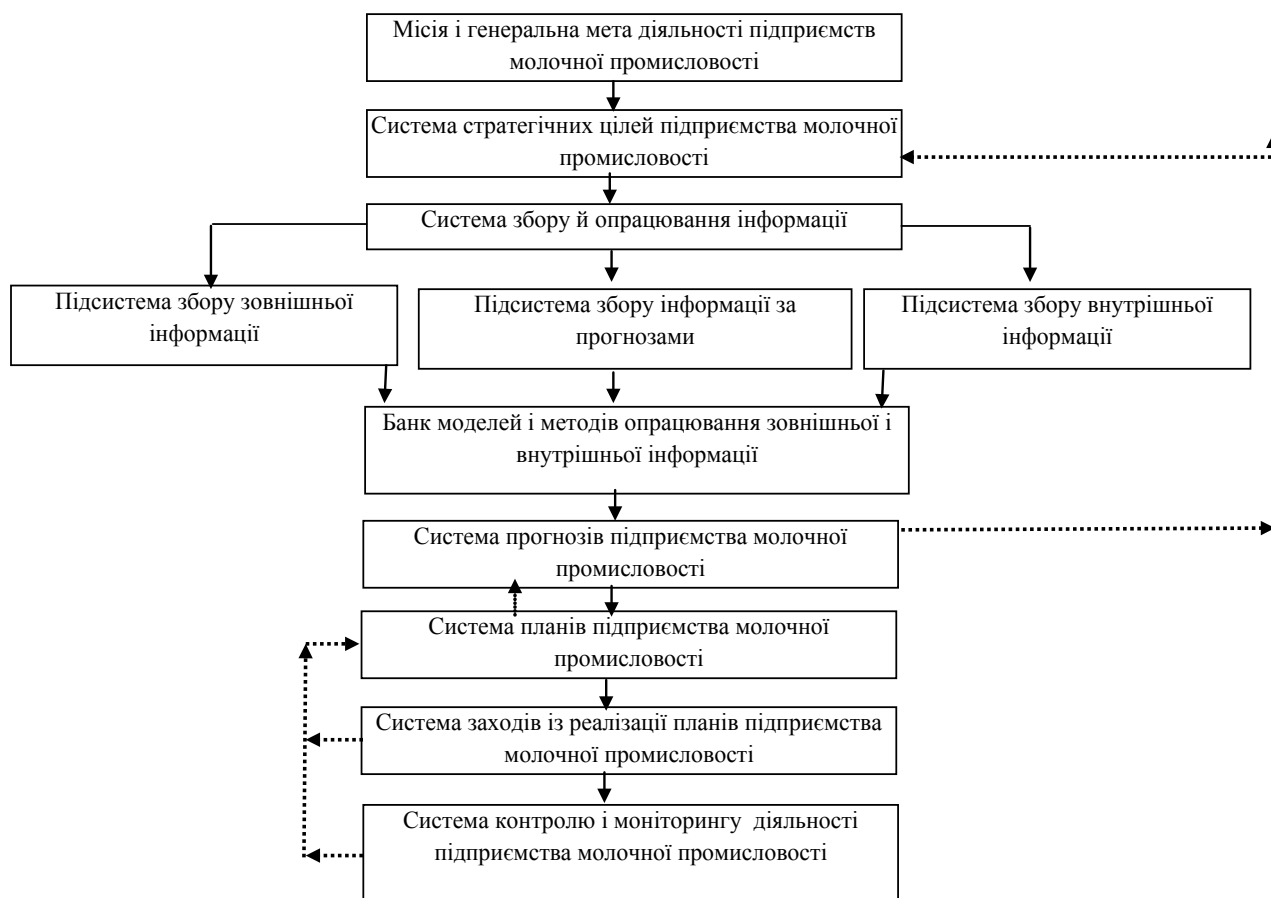 Місія і генеральна мета діяльності підприємств
молочної промисловості
Система стратегічних цілей підприємства молочної
промисловості
Система збору й опрацювання інформації
Підсистема збору зовнішньої
інформації
Підсистема збору інформації за
прогнозами
Підсистема збору внутрішньої
інформації
Банк моделей і методів опрацювання зовнішньої і
внутрішньої інформації
Система прогнозів підприємства молочної
промисловості
Система планів підприємства молочної
промисловості
Система заходів із реалізації планів підприємства
молочної промисловості
Система контролю і моніторингу діяльності
підприємства молочної промисловості